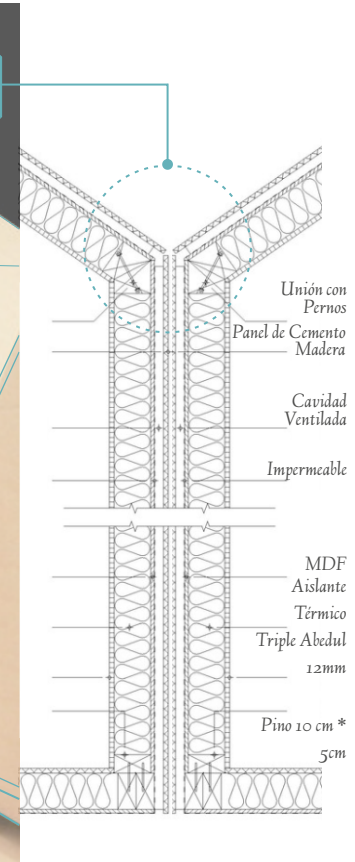 Unión con
Pernos
Panel de Cemento
Madera
Cavidad
Ventilada
Impermeable
MDF
Aislante
Térmico
Triple Abedul
12mm
Pino 10 cm *
5cm